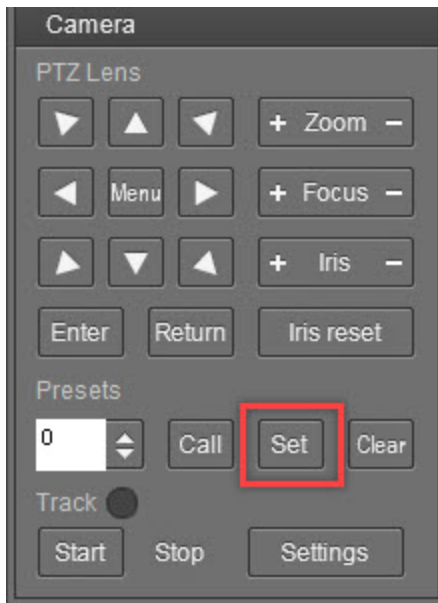 Camera
PTZ Lens
+ Zoom −
Menu + Focus −
+ Iris −
Enter Return Iris reset
Presets
0 Call Set Clear
Track
Start Stop Settings